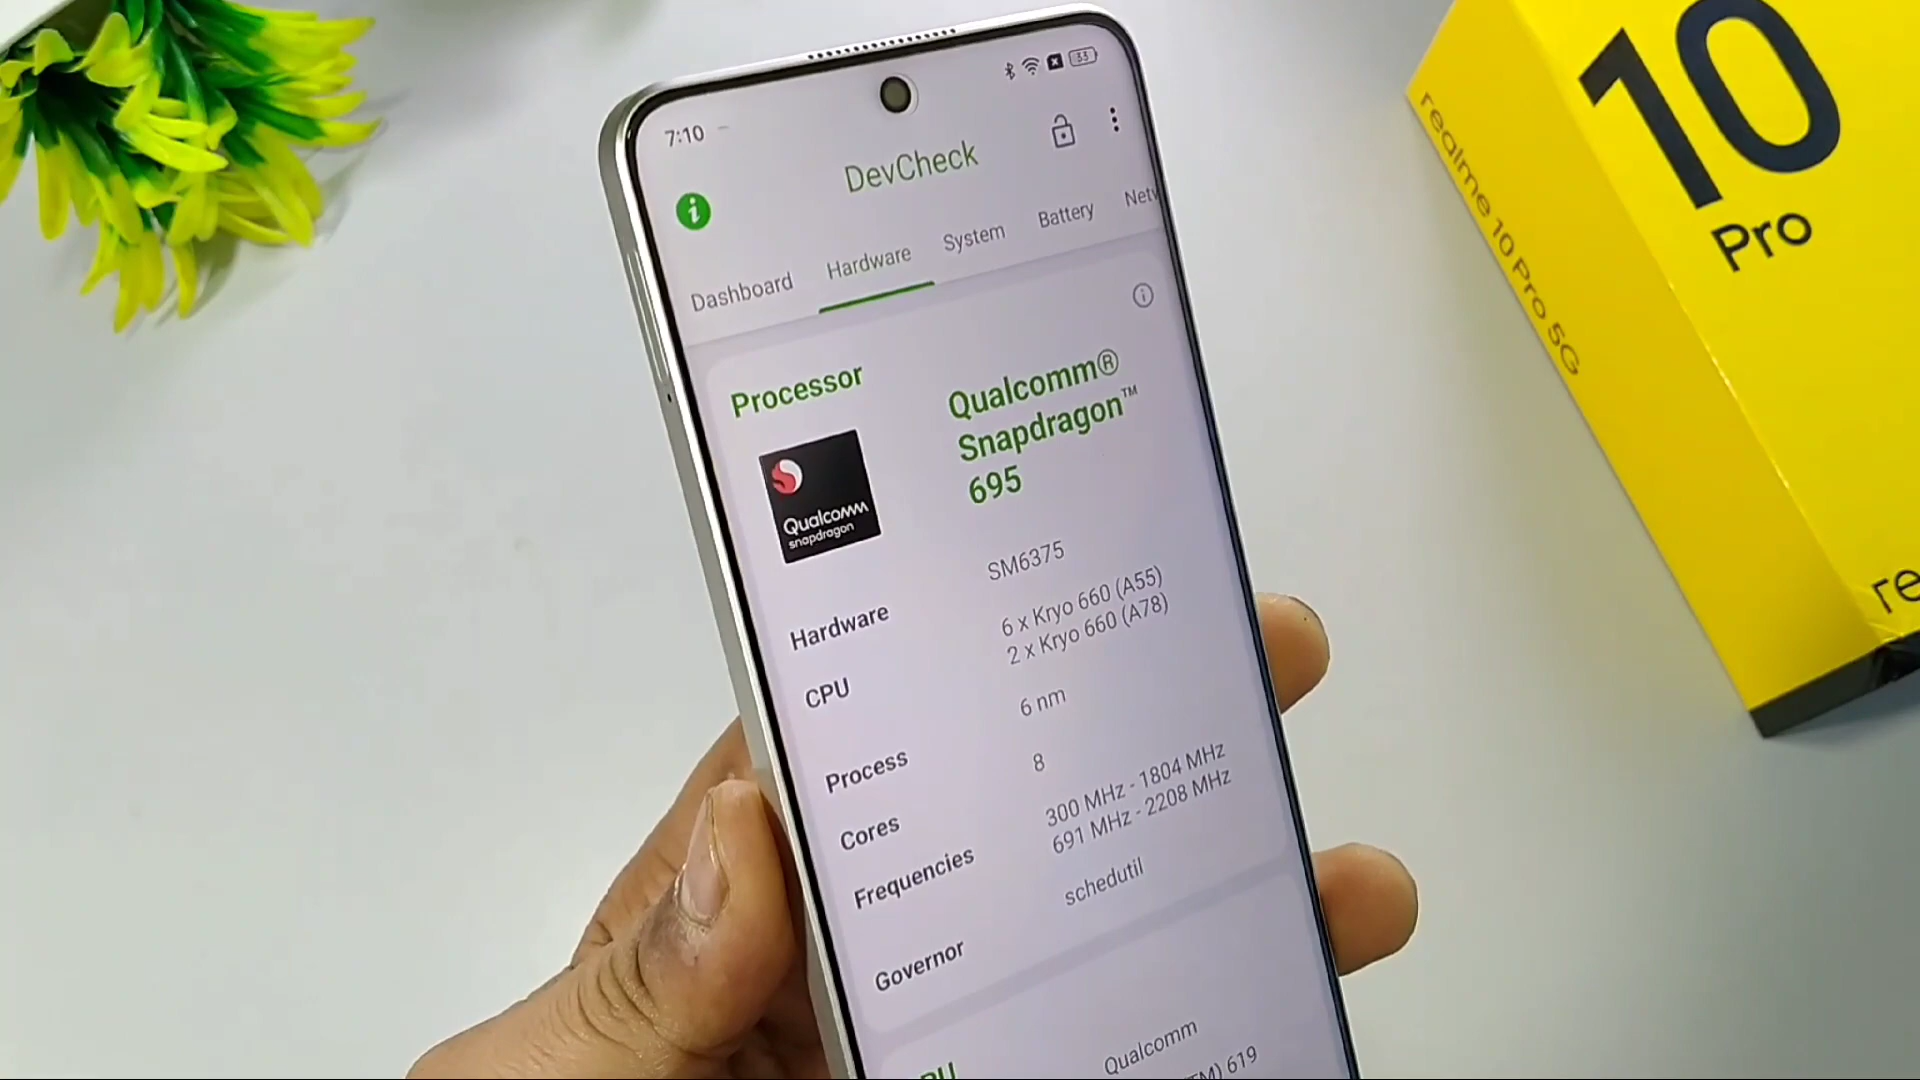 7:10
33
DevCheck
Dashboard
Hardware
System
Battery
Processor
Qualcomm®
Snapdragon™
695
Qualcomm
snapdragon
Hardware
SM6375
CPU
6 x Kryo 660 (A55)
2 x Kryo 660 (A78)
Process
6 nm
Cores
8
Frequencies
300 MHz - 1804 MHz
691 MHz - 2208 MHz
Governor
schedutil
Qualcomm
619
10
Pro
realme 10 Pro 5G
re